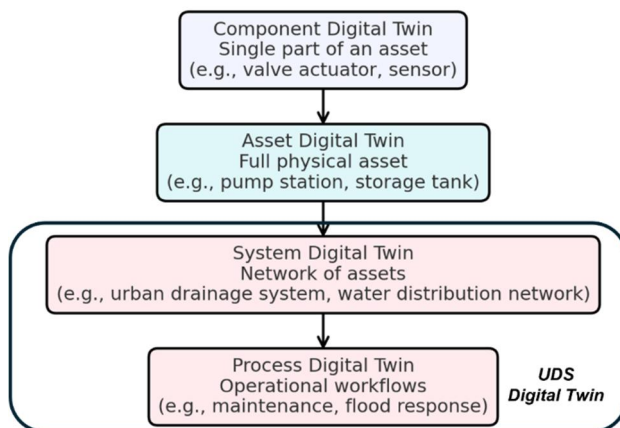 Component Digital Twin
Single part of an asset
(e.g., valve actuator, sensor)
Asset Digital Twin
Full physical asset
(e.g., pump station, storage tank)
System Digital Twin
Network of assets
(e.g., urban drainage system, water distribution network)
Process Digital Twin
Operational workflows
(e.g., maintenance, flood response)
UDS
Digital Twin